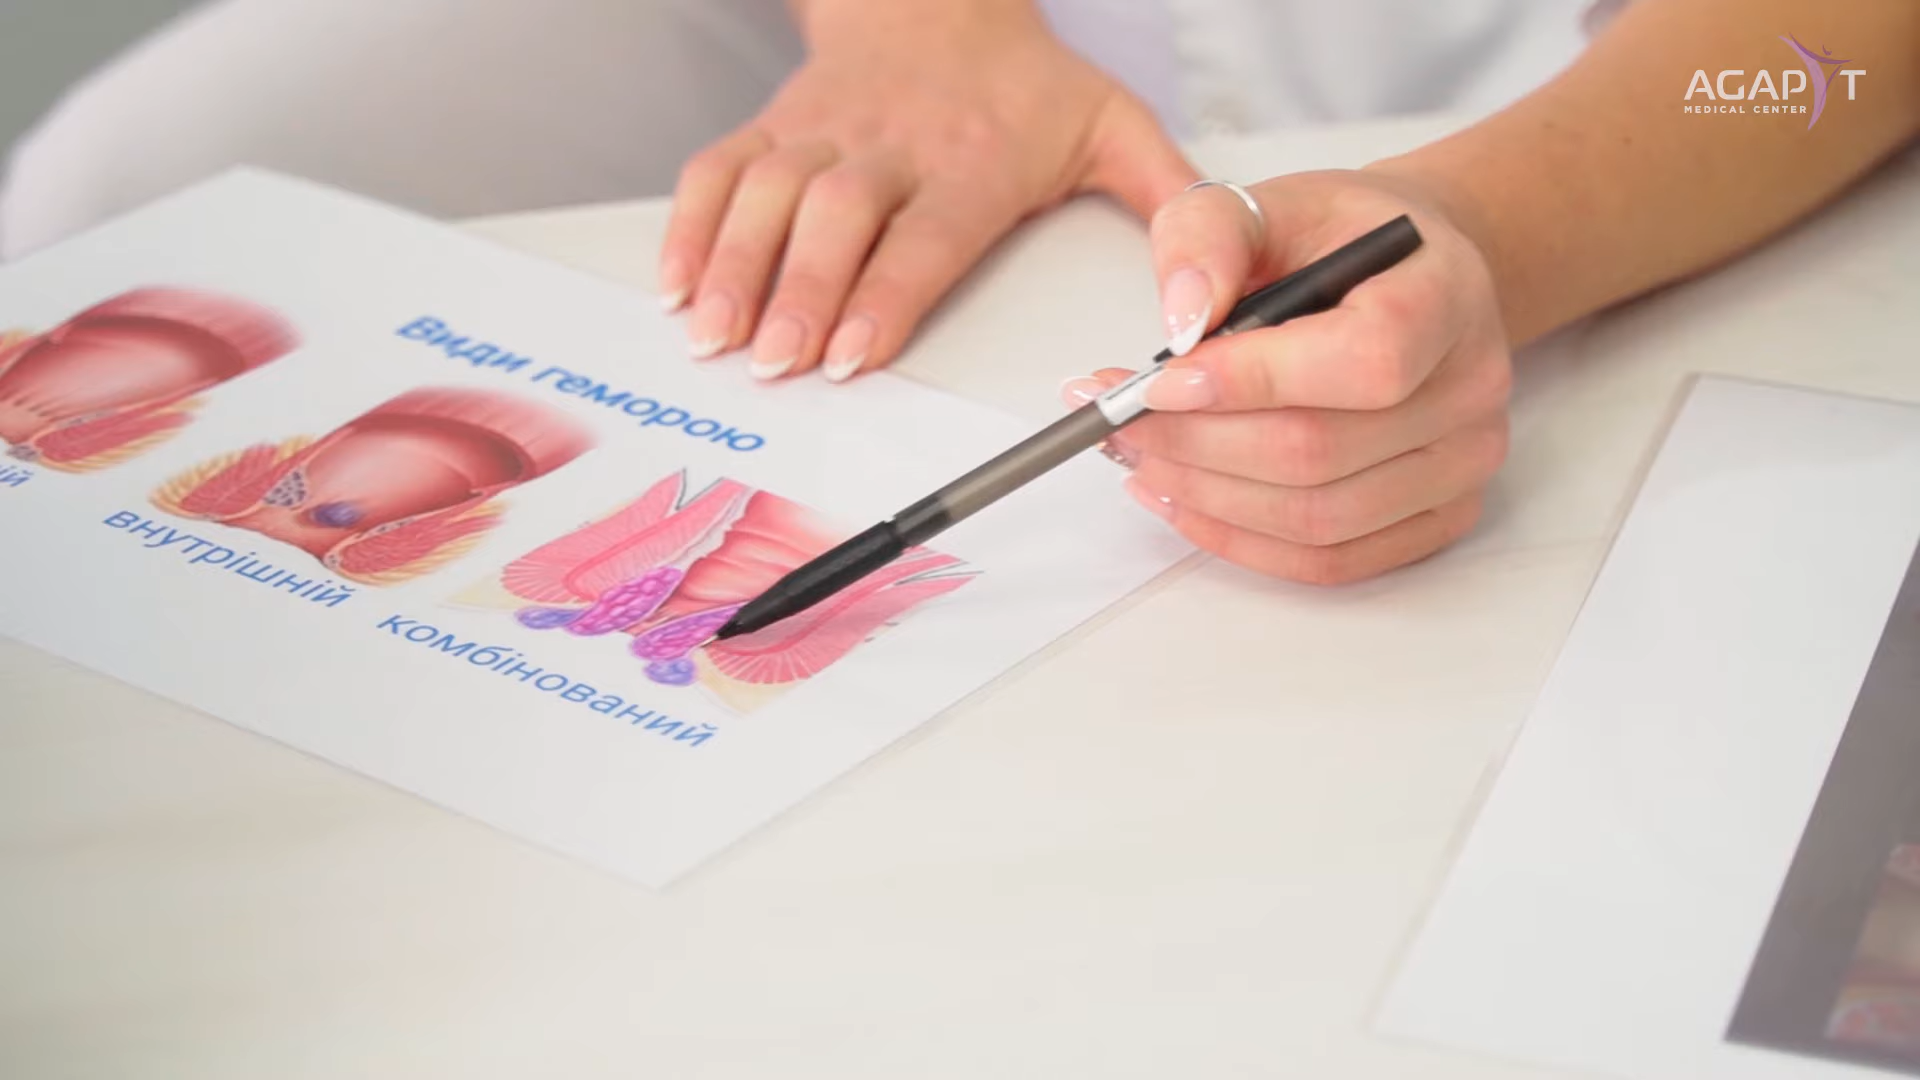 AGAPIT
MEDICAL CENTER
Види геморою
внутрішній
комбінований